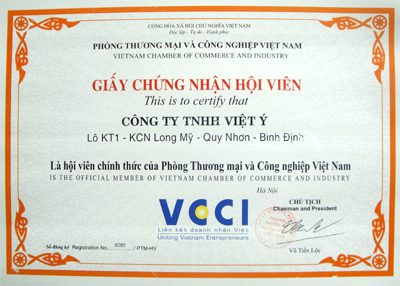 CỘNG HÒA XÃ HỘI CHỦ NGHĨA VIỆT NAM
Độc lập - Tự do - Hạnh phúc
PHÒNG THƯƠNG MẠI VÀ CÔNG NGHIỆP VIỆT NAM
VIETNAM CHAMBER OF COMMERCE AND INDUSTRY
GIẤY CHỨNG NHẬN HỘI VIÊN
This is to certify that
CÔNG TY TNHH VIỆT Ý
Lô KT1 - KCN Long Mỹ - Quy Nhơn - Bình Định
Là hội viên chính thức của Phòng Thương mại và Công nghiệp Việt Nam
IS THE OFFICIAL MEMBER OF VIETNAM CHAMBER OF COMMERCE AND INDUSTRY
Hà Nội
CHỦ TỊCH
Chairman and President
VCCI
Liên kết doanh nhân Việt
Uniting Vietnam Entrepreneurs
Số đăng ký Registration No. /PTM-HV
Vũ Tiến Lộc